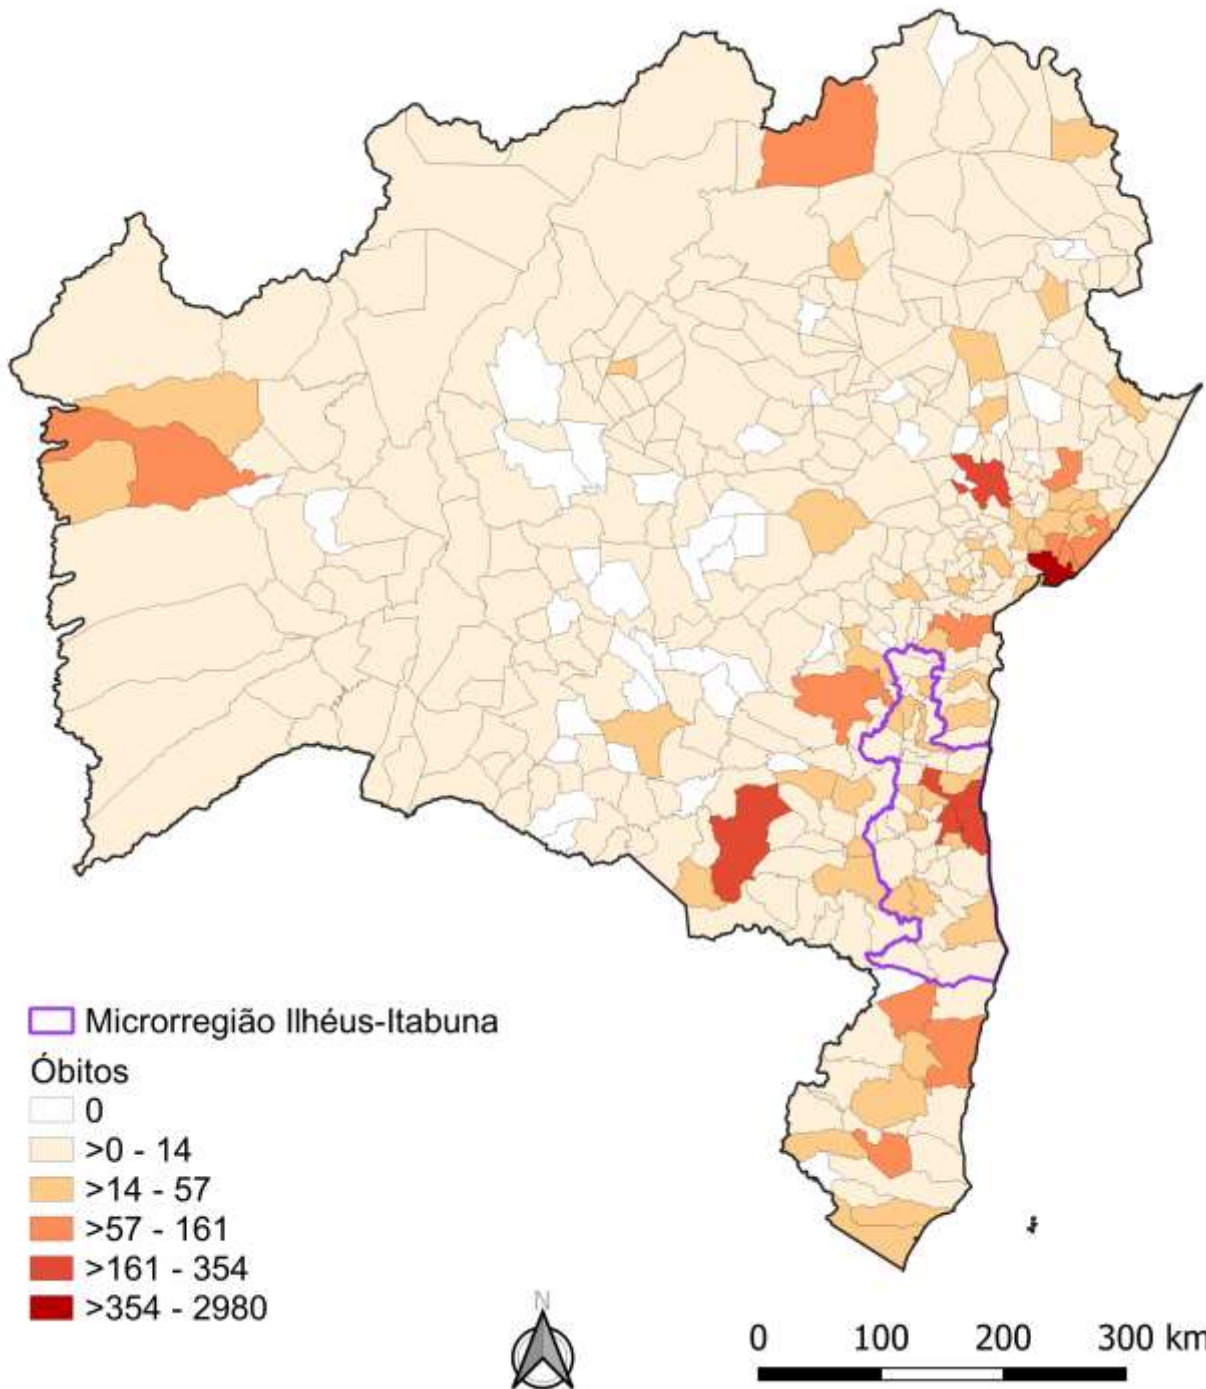 Microrregião Ilhéus-Itabuna
Óbitos
0
>0 - 14
>14 - 57
>57 - 161
>161 - 354
>354 - 2980
N
0 100 200 300 km